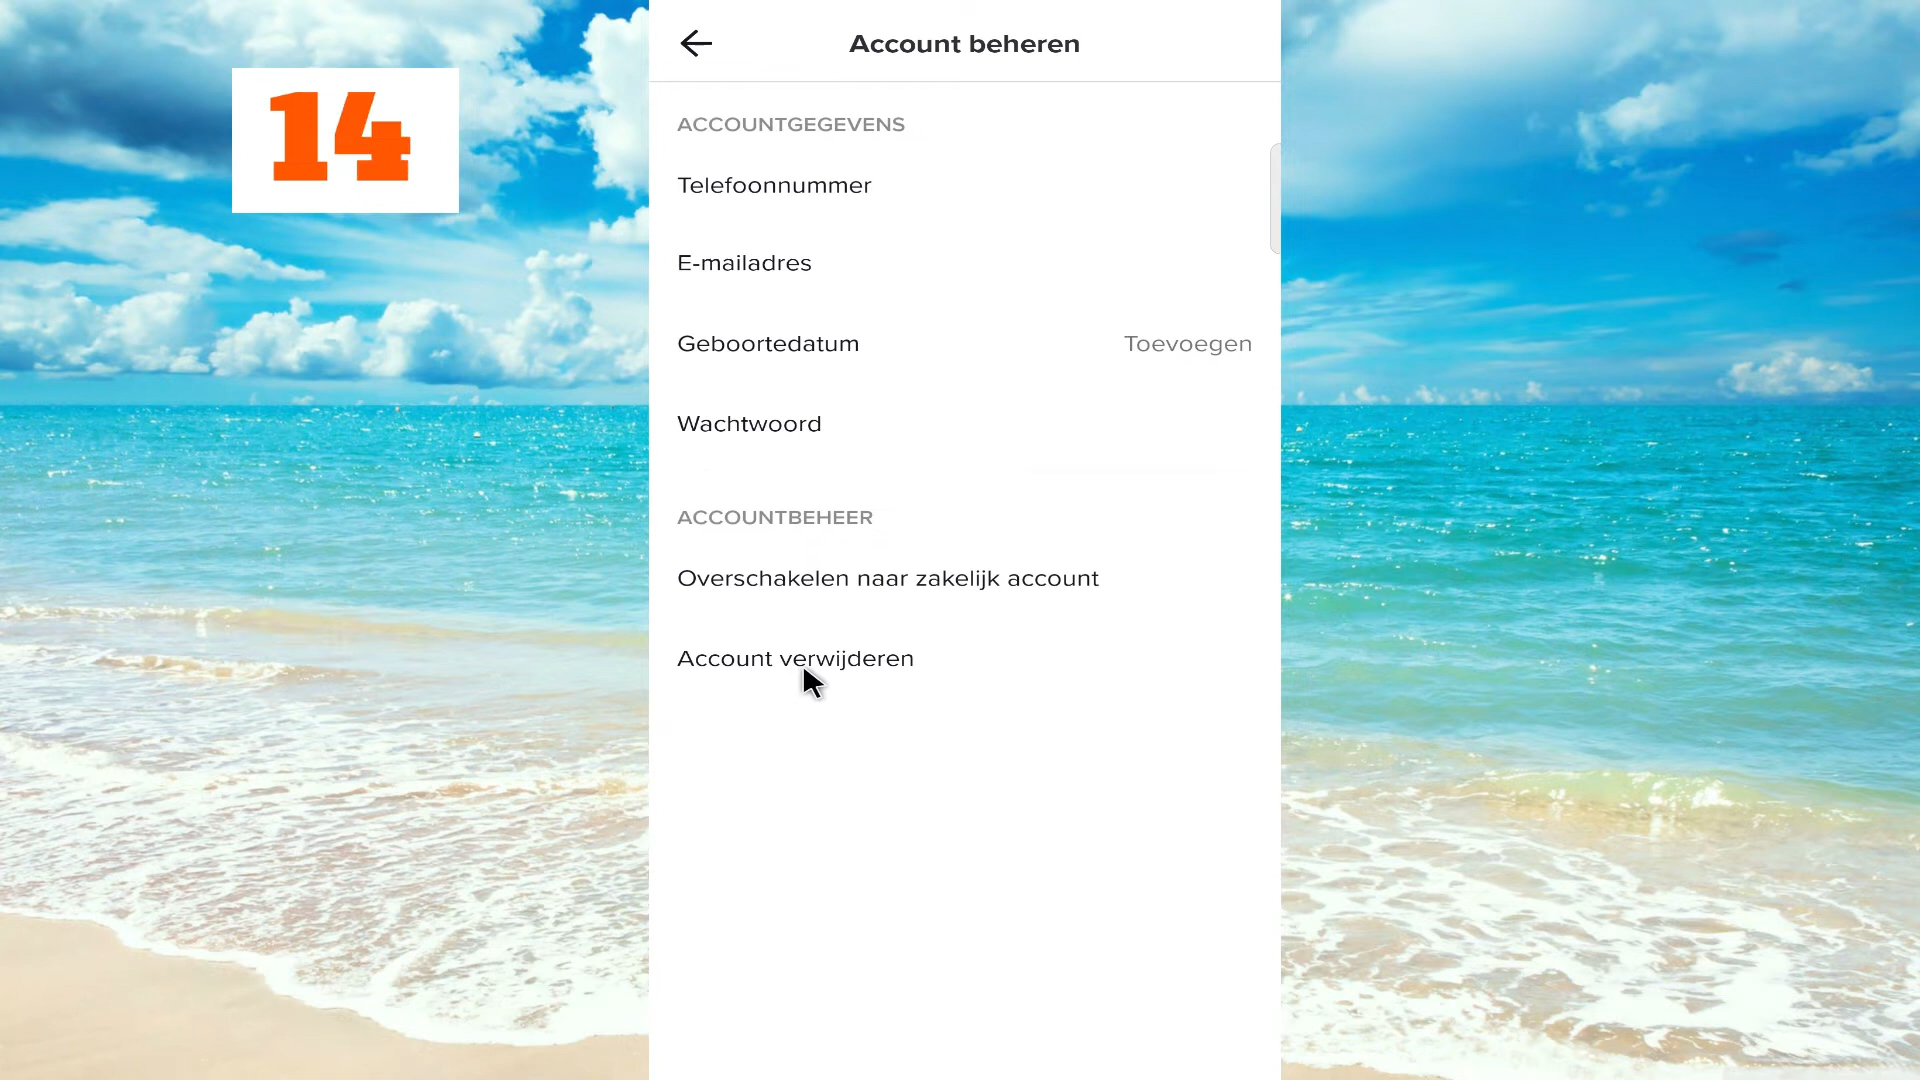 14
Account beheren
ACCOUNTGEGEVENS
Telefoonnummer
E-mailadres
Geboortedatum Toevoegen
Wachtwoord
ACCOUNTBEHEER
Overschakelen naar zakelijk account
Account verwijderen